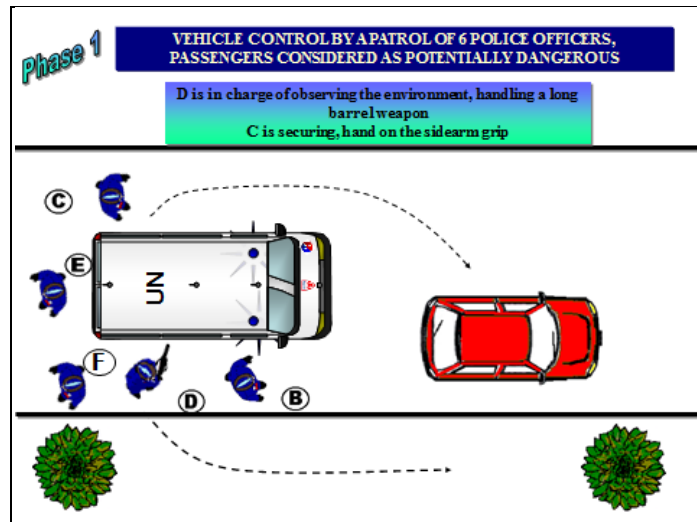 Phase 1
VEHICLE CONTROL BY A PATROL OF 6 POLICE OFFICERS,
PASSENGERS CONSIDERED AS POTENTIALLY DANGEROUS
D is in charge of observing the environment, handling a long
barrel weapon
C is securing, hand on the sidearm grip
C
E
UN
F
D
B